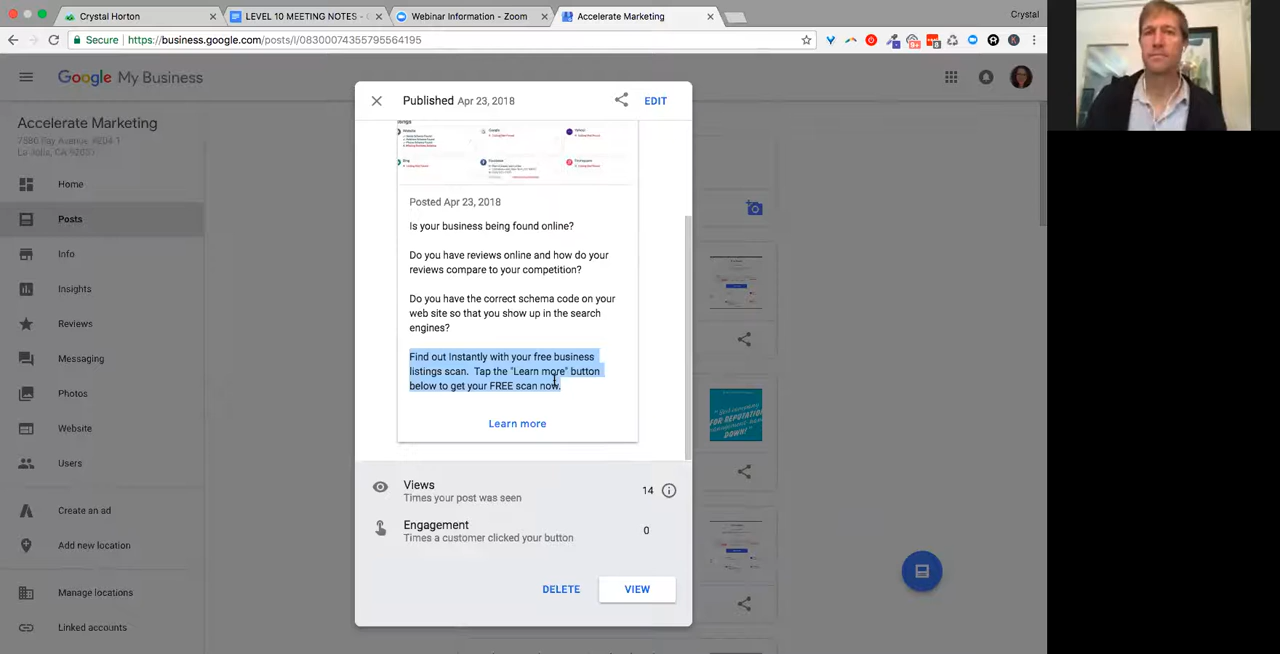 Crystal Horton
LEVEL 10 MEETING NOTES -
Webinar Information - Zoom
Accelerate Marketing
Crystal
Secure
https://business.google.com/posts/l/08300074355795564195
Google My Business
Accelerate Marketing
La Jolla, CA
Home
Posts
Info
Insights
Reviews
Messaging
Photos
Website
Users
Create an ad
Add new location
Manage locations
Linked accounts
Published Apr 23, 2018
EDIT
Posted Apr 23, 2018
Is your business being found online?
Do you have reviews online and how do your
reviews compare to your competition?
Do you have the correct schema code on your
web site so that you show up in the search
engines?
Find out Instantly with your free business
listings scan. Tap the "Learn more" button
below to get your FREE scan now.
Learn more
Views
Times your post was seen
14
Engagement
Times a customer clicked your button
0
DELETE
VIEW
FOR REPUTATION
DOWN!